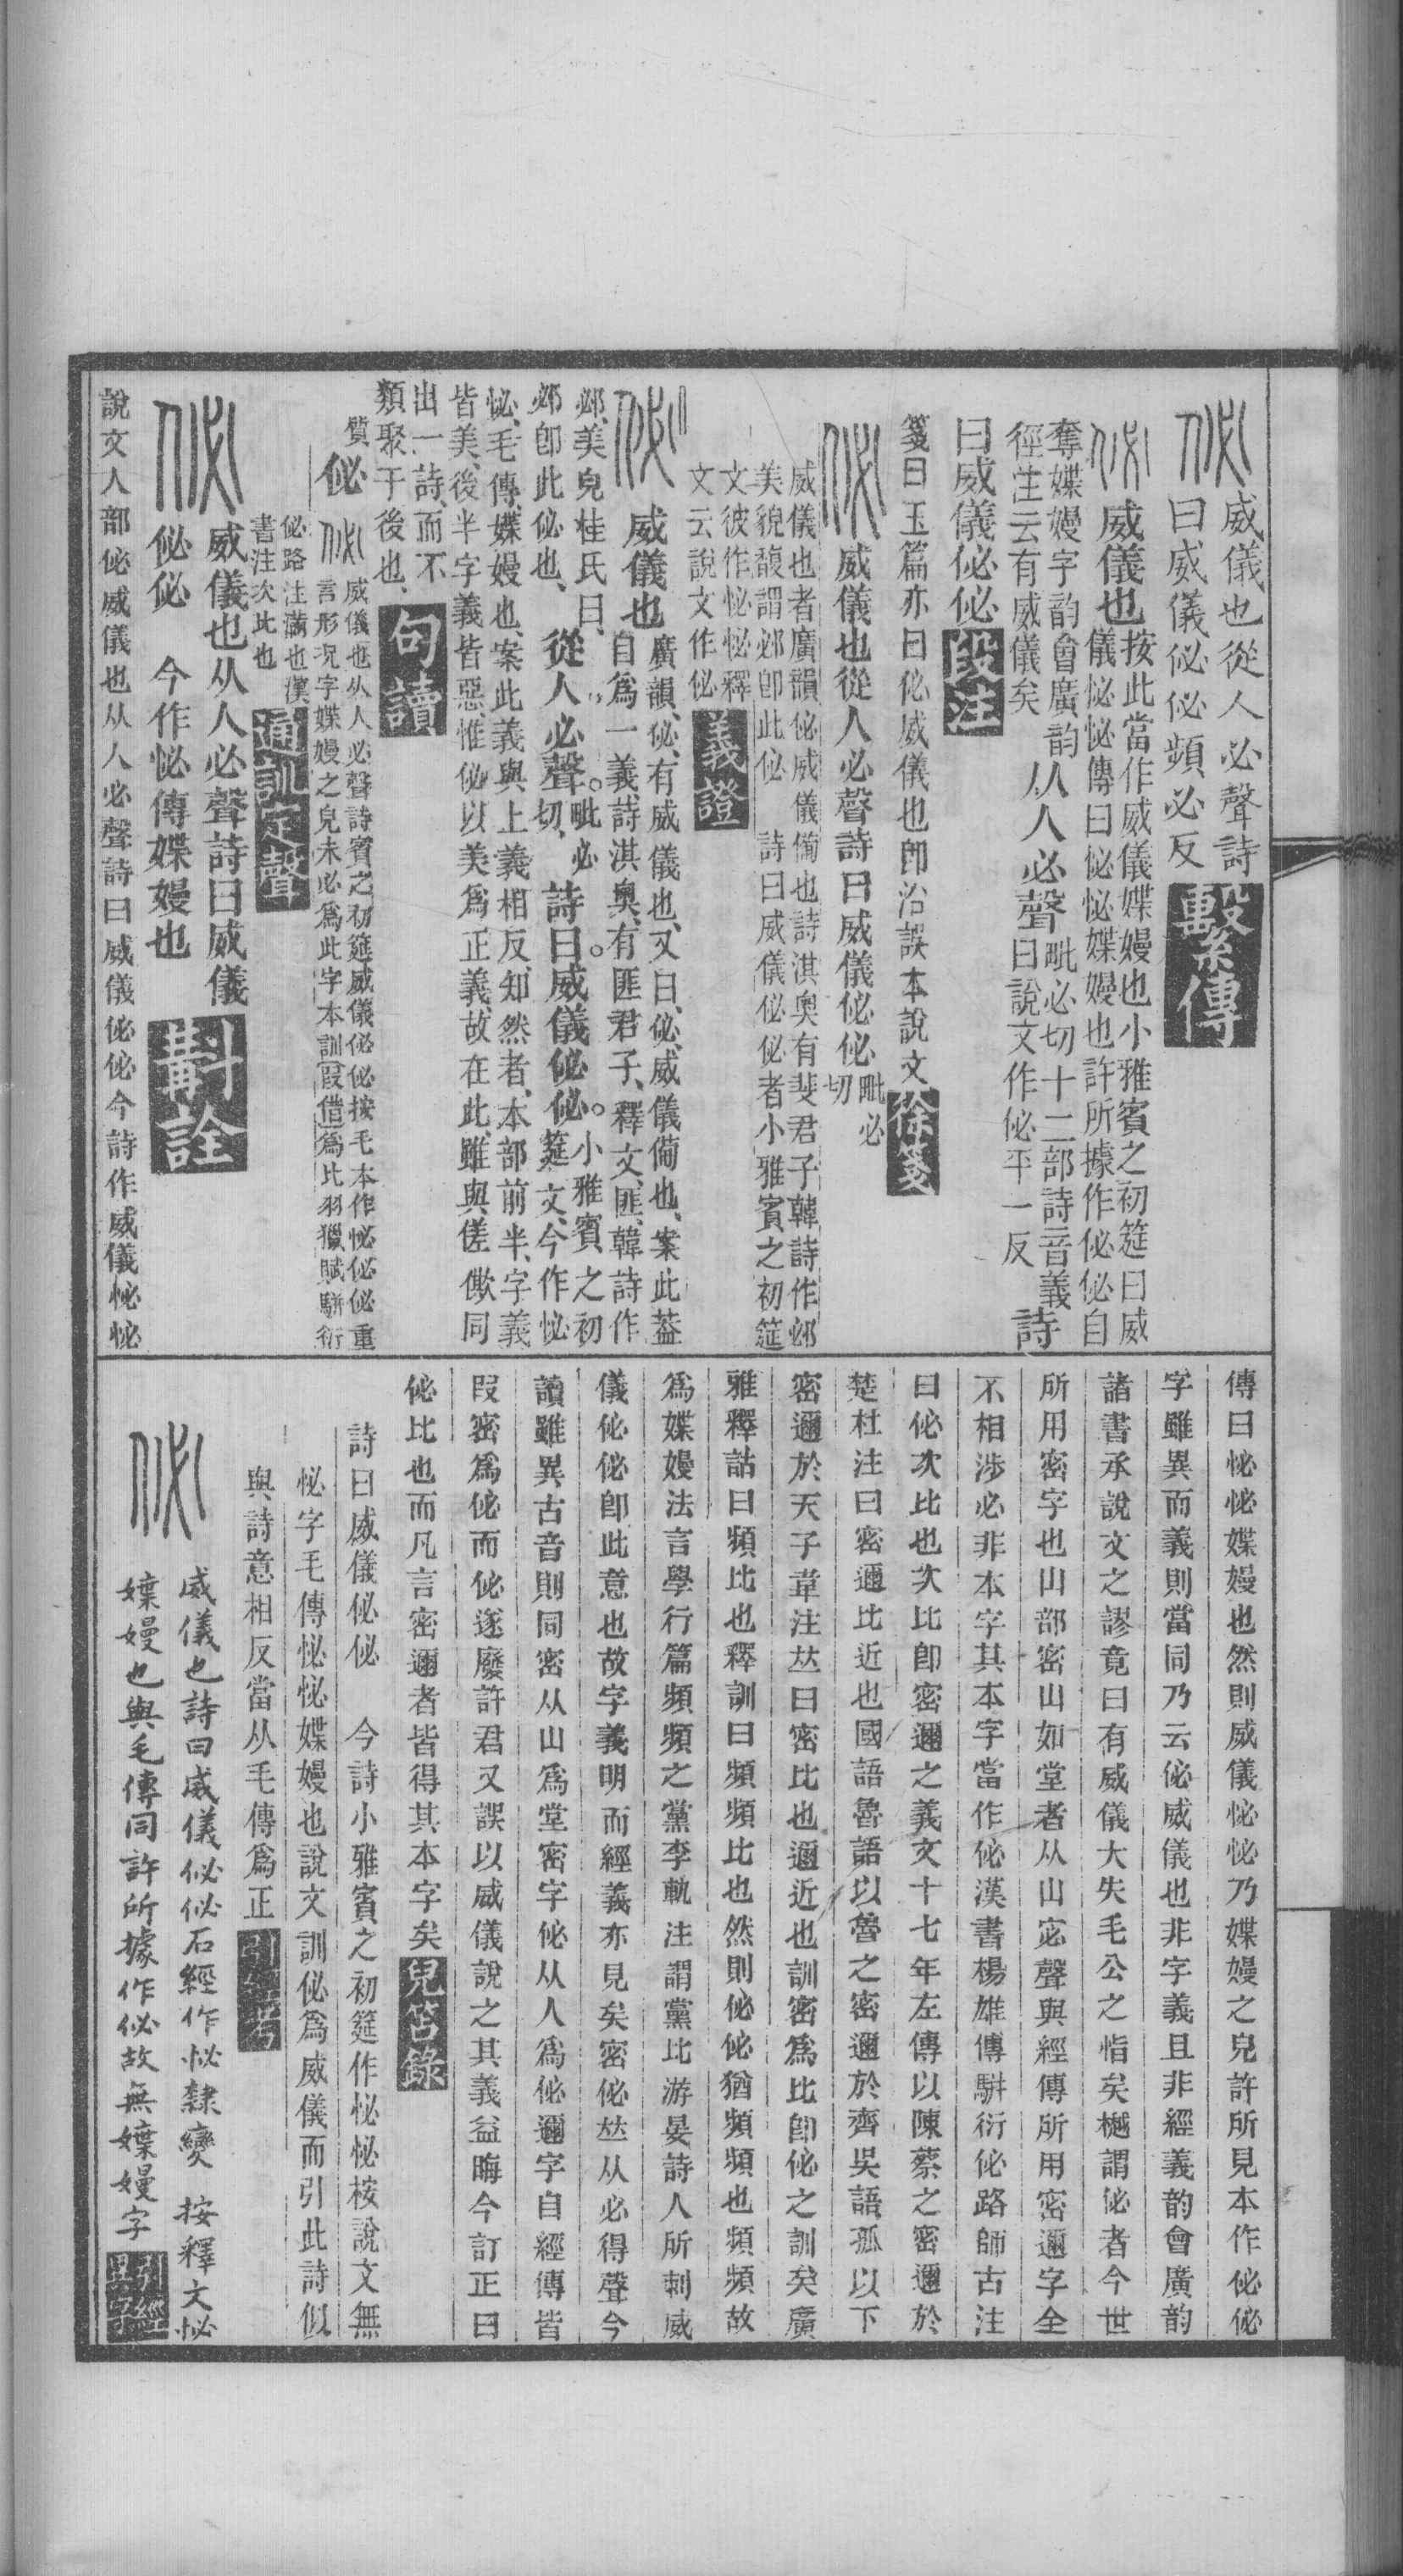 威儀也從人必聲詩
曰威儀佖佖頻必反 繫傳
威儀也
按此當作威儀媟嫚也小雅賓之初筵曰威
儀怭怭傳曰怭怭媟嫚也許所據作佖佖自
奪媟嫚字韵會廣韵
徑注云有威儀矣
从人必聲
毗必切十二部詩音義
曰說文作佖平一反
詩
曰威儀佖佖 段注
箋曰玉篇亦曰佖威儀也卽沿誤本說文 徐箋
威儀也從人必聲詩曰威儀佖佖
毗必
切
威儀也者廣韻佖威儀備也詩淇奧有斐君子韓詩作邲
美貌馥謂邲卽此佖 詩曰威儀佖佖者小雅賓之初筵
文彼作怭怭釋
文云說文作佖 義證
威儀也
廣韻佖有威儀也又曰佖威儀備也案此葢
自爲一義詩淇奧有匪君子釋文匪韓詩作
邲美皃桂氏曰
邲卽此佖也
從人必聲。
毗必
切
詩曰威儀佖佖。
小雅賓之初
筵文今作怭
怭毛傳媟嫚也案此義與上義相反知然者本部前半字義
皆美後半字義皆惡惟佖以美爲正義故在此雖與傞僛同
出一詩而不
類聚于後也 句讀
質
佖
威儀也从人必聲詩賓之初筵威儀佖佖按毛本作怭佖佖重
言形況字媟嫚之皃未必爲此字本訓叚借爲比羽獵賦駢衍
佖路注滿也漢
書注次比也 通訓定聲
威儀也从人必聲詩曰威儀
佖佖 今作怭傳媟嫚也 斠詮
說文人部佖威儀也从人必聲詩曰威儀佖佖今詩作威儀怭怭
傳曰怭怭媟嫚也然則威儀怭怭乃媟嫚之皃許所見本作佖佖
字雖異而義則當同乃云佖威儀也非字義且非經義韵會廣韵
諸書承說文之謬竟曰有威儀大失毛公之恉矣樾謂佖者今世
所用密字也山部密山如堂者从山宓聲與經傳所用密邇字全
不相涉必非本字其本字當作佖漢書楊雄傳駢衍佖路師古注
曰佖次比也次比卽密邇之義文十七年左傳以陳蔡之密邇於
楚杜注曰密邇比近也國語魯語以魯之密邇於齊吳語孤以下
密邇於天子韋注竝曰密比也邇近也訓密爲比卽佖之訓矣廣
雅釋詁曰頻比也釋訓曰頻頻比也然則佖佖猶頻頻也頻頻故
爲媟嫚法言學行篇頻頻之黨李軌注謂黨比游晏詩人所刺威
儀佖佖卽此意也故字義明而經義亦見矣密佖竝从必得聲今
讀雖異古音則同密从山爲堂密字佖从人爲佖邇字自經傳皆
叚密爲佖而佖遂廢許君又誤以威儀說之其義益晦今訂正曰
佖比也而凡言密邇者皆得其本字矣 兒笘錄
詩曰威儀佖佖 今詩小雅賓之初筵作怭怭桉說文無
怭字毛傳怭怭媟嫚也說文訓佖爲威儀而引此詩似
與詩意相反當从毛傳爲正 引經考
威儀也詩曰威儀佖佖石經作怭隸變 按釋文怭
媟嫚也與毛傳同許所據作佖故無媟嫚字